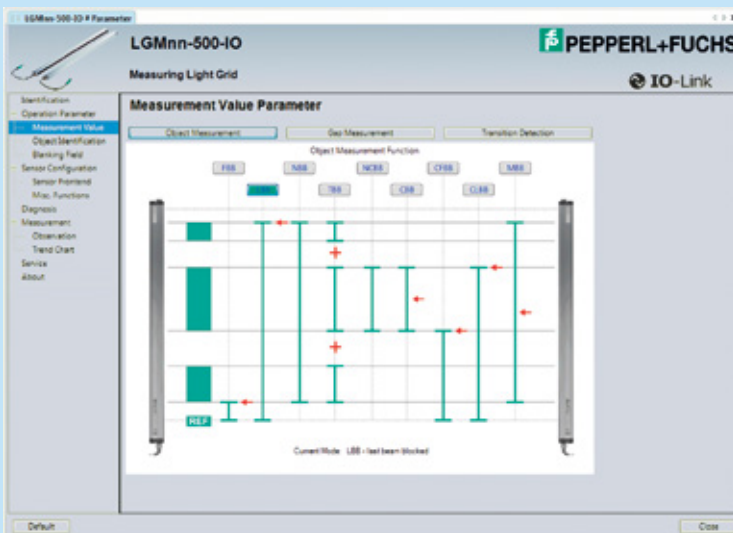 LGMnn-500-IO # Parameter
LGMnn-500-IO
PEPPERL+FUCHS
Measuring Light Grid
IO-Link
Identification
Operation Parameter
Measurement Value
Object Identification
Blanking Field
Sensor Configuration
Sensor Frontend
Misc. Functions
Diagnosis
Measurement
Observation
Trend Chart
Service
About
Measurement Value Parameter
Object Measurement
Gap Measurement
Transition Detection
Object Measurement Function
FBB
NBB
NCBB
CFBB
MBB
TBB
CBB
CLBB
REF
Current Mode LBB - last beam blocked
Default
Close